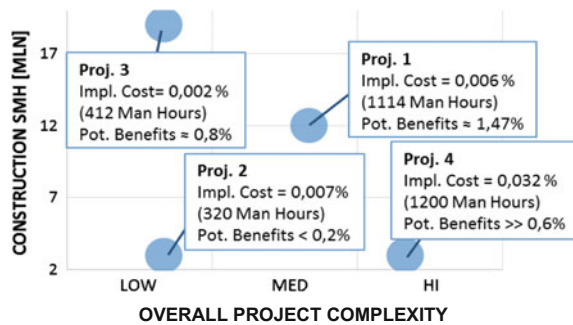 CONSTRUCTION SMH [MLN]
17
12
7
2
Proj. 3
Impl. Cost= 0,002 %
(412 Man Hours)
Pot. Benefits ≈ 0,8%
Proj. 1
Impl. Cost = 0,006 %
(1114 Man Hours)
Pot. Benefits ≈ 1,47%
Proj. 2
Impl. Cost = 0,007%
(320 Man Hours)
Pot. Benefits < 0,2%
Proj. 4
Impl. Cost = 0,032 %
(1200 Man Hours)
Pot. Benefits >> 0,6%
LOW MED HI
OVERALL PROJECT COMPLEXITY